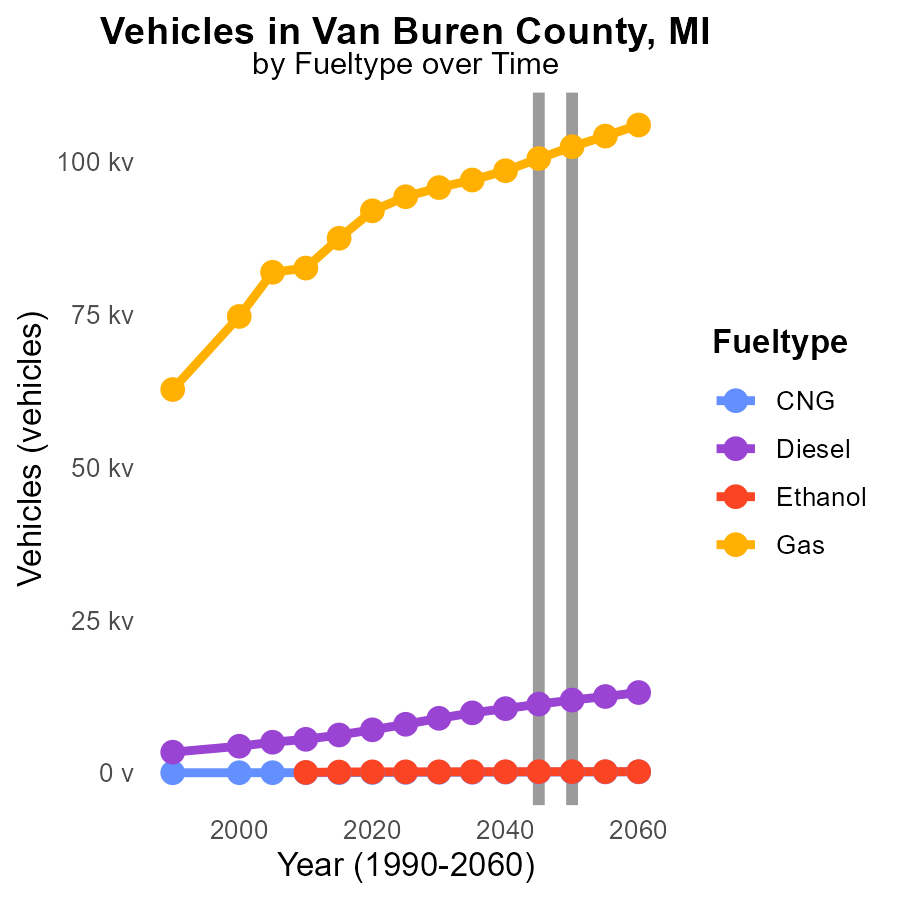 Vehicles in Van Buren County, MI
by Fueltype over Time
Vehicles (vehicles)
100 kv
75 kv
50 kv
25 kv
0 v
2000 2020 2040 2060
Year (1990-2060)
Fueltype
CNG
Diesel
Ethanol
Gas